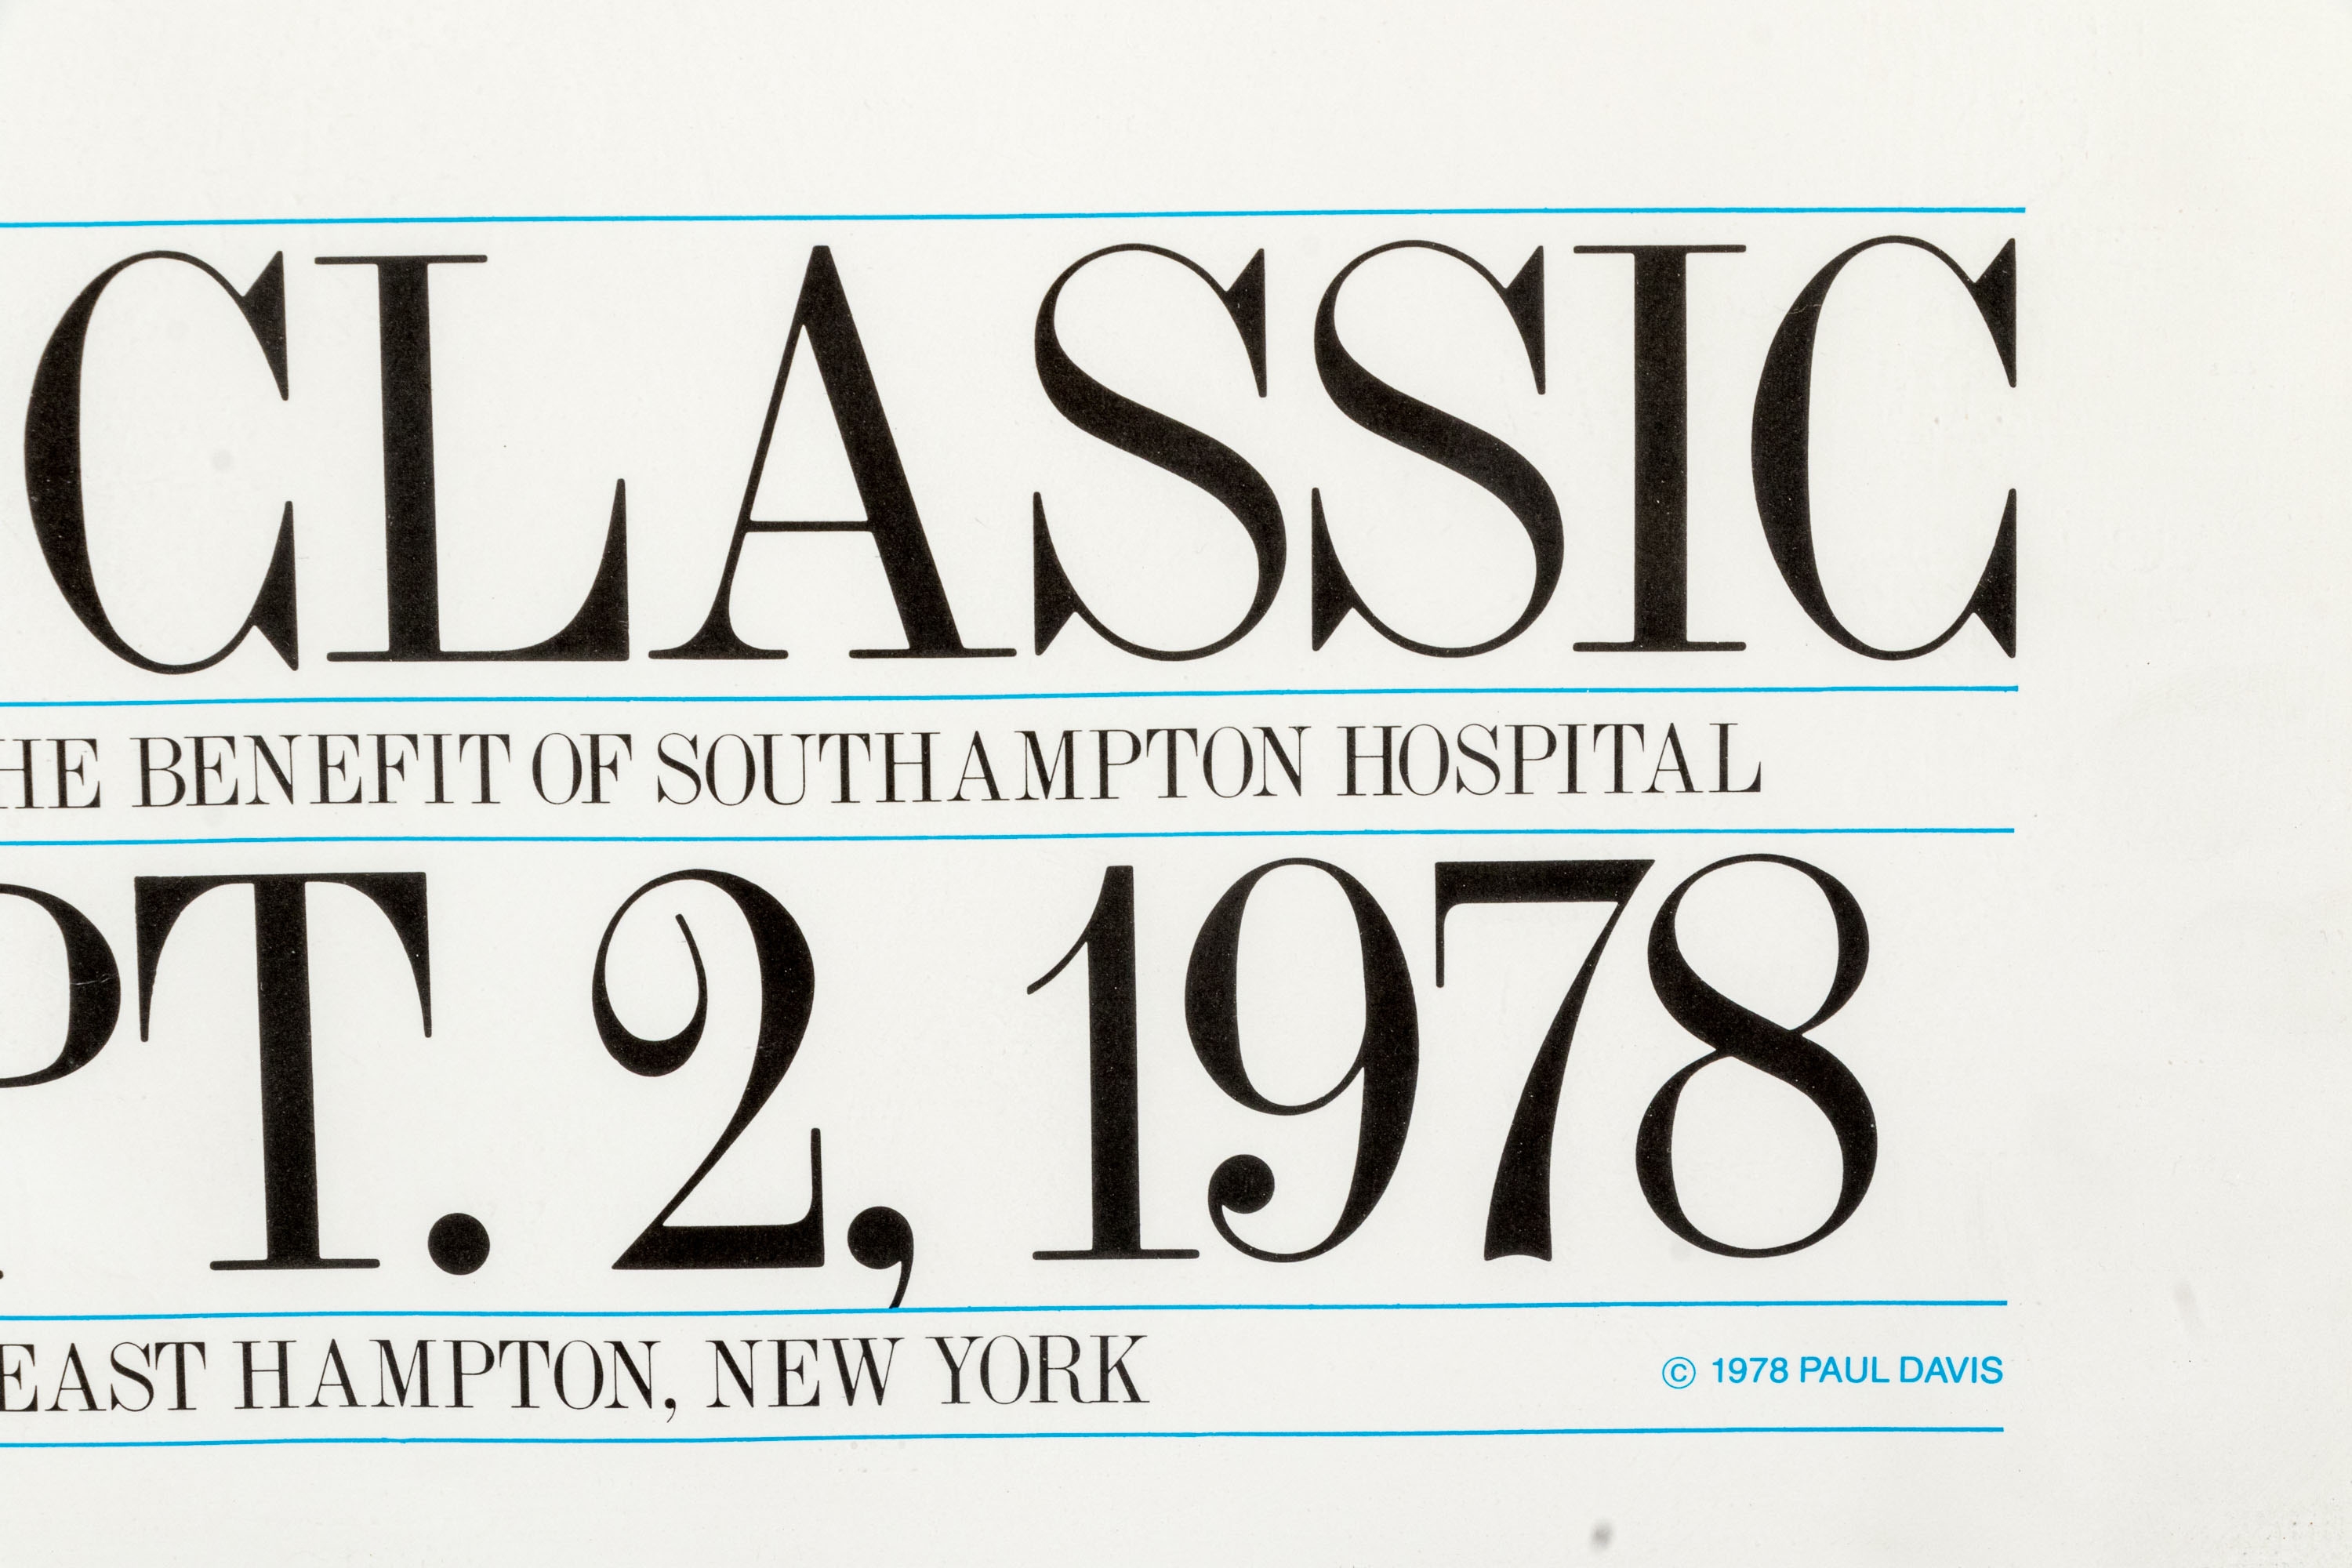 CLASSIC
HE BENEFIT OF SOUTHAMPTON HOSPITAL
PT. 2, 1978
EAST HAMPTON, NEW YORK
© 1978 PAUL DAVIS